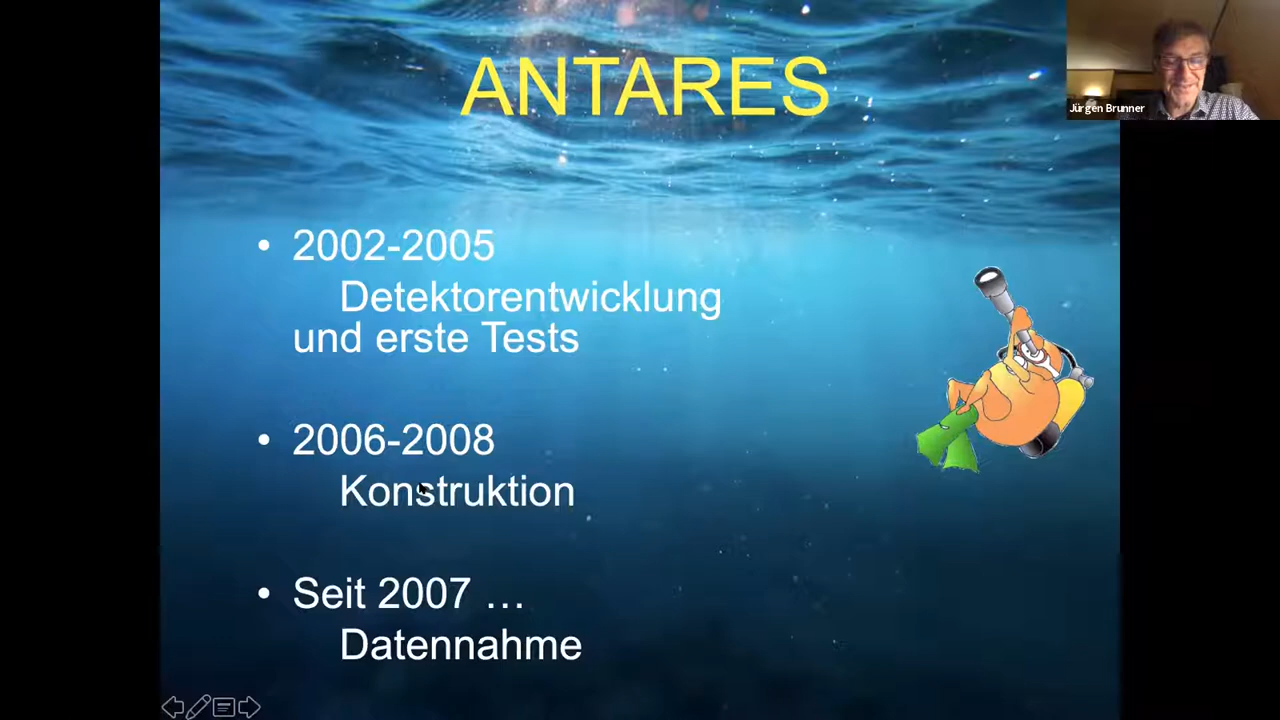 ANTARES
Jürgen Brunner
• 2002-2005
Detektorentwicklung
und erste Tests
• 2006-2008
Konstruktion
• Seit 2007 …
Datennahme